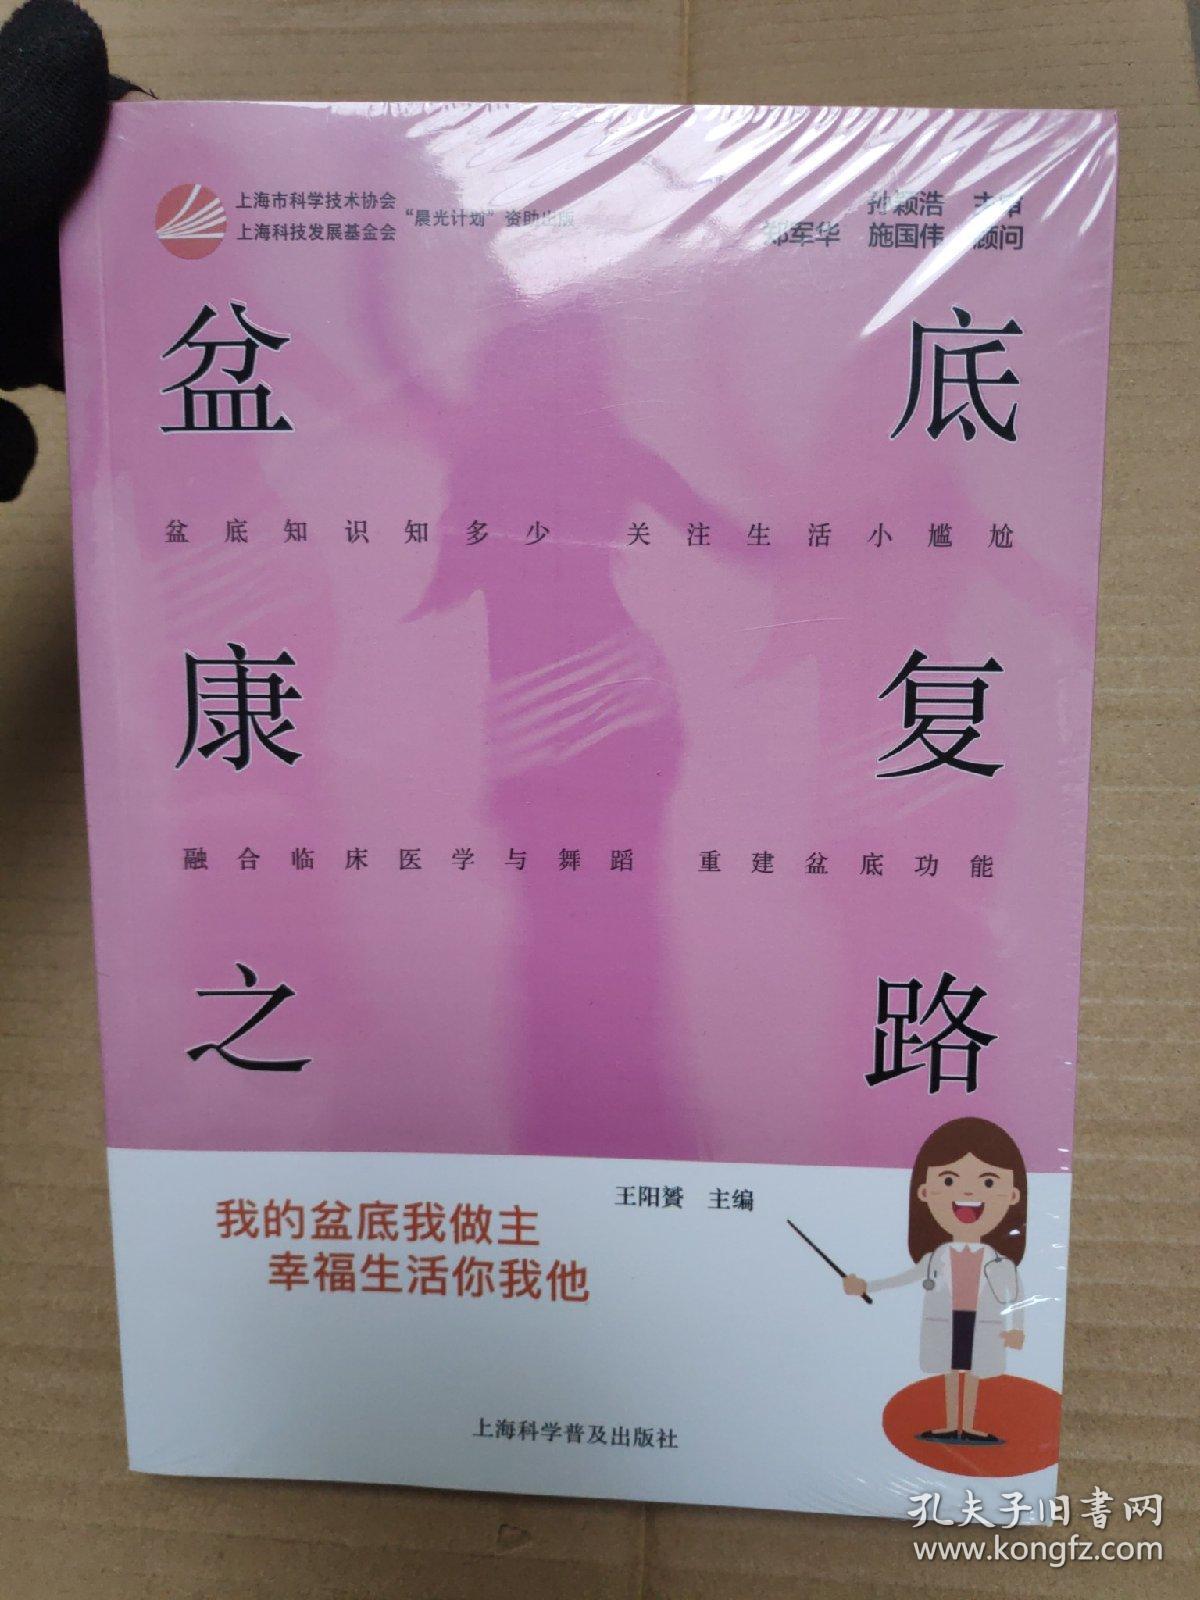 上海市科学技术协会
上海科技发展基金会
“晨光计划”资助出版
孙颖浩 主审
郑军华 施国伟 顾问
盆底
盆底知识知多少 关注生活小尴尬
康复
融合临床医学与舞蹈 重建盆底功能
之路
王阳赟 主编
我的盆底我做主
幸福生活你我他
上海科学普及出版社
孔夫子旧书网
www.kongfz.com